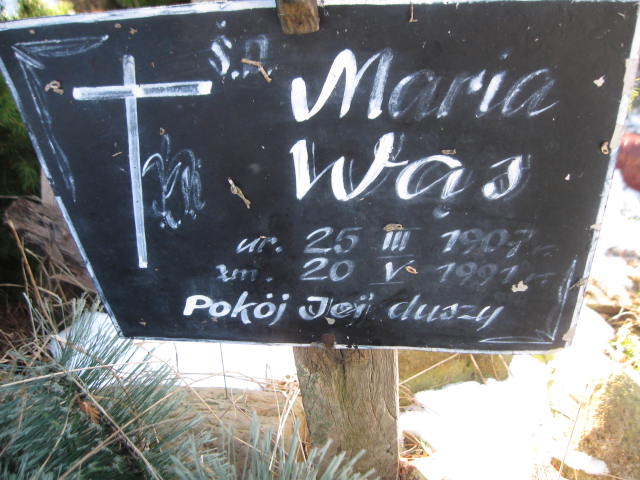 Ś.P.
Maria
Wąs
ur. 25 III 1907 r.
zm. 20 V 1991 r.
Pokój Jej duszy